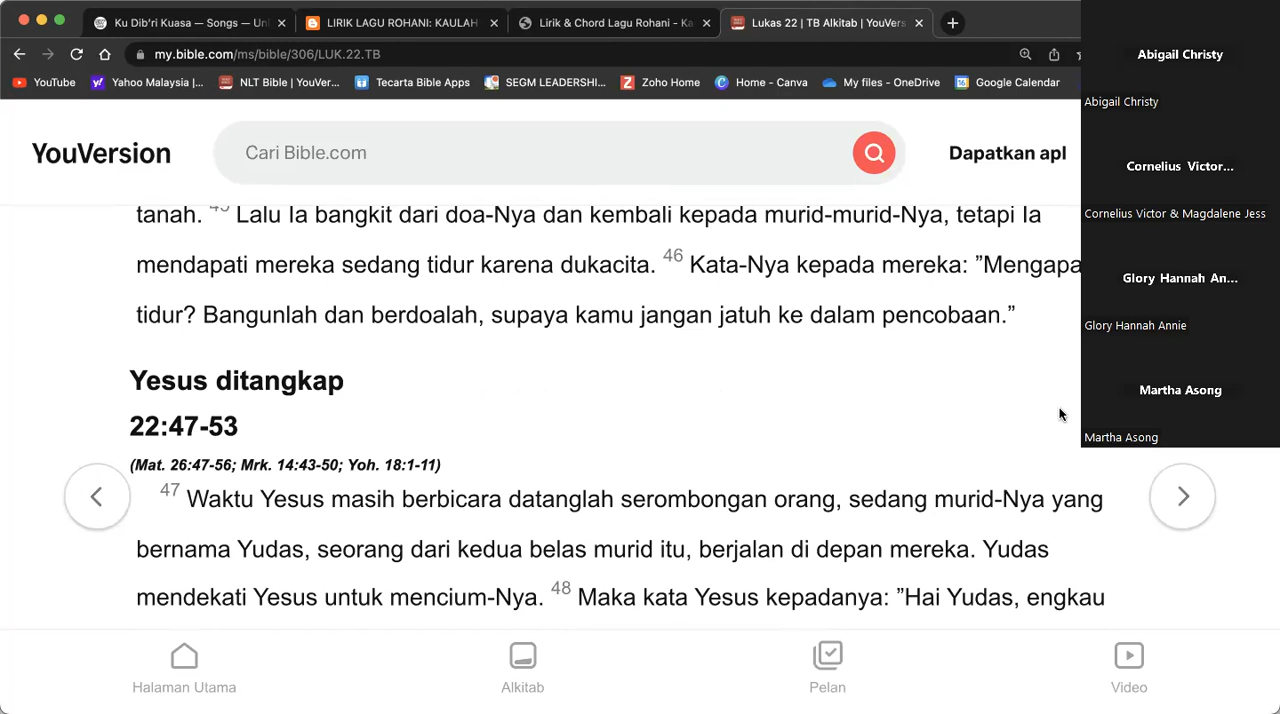 Ku Dib'ri Kuasa — Songs — Un
LIRIK LAGU ROHANI: KAULAH
Lirik & Chord Lagu Rohani - Ka
Lukas 22 | TB Alkitab | YouVers
my.bible.com/ms/bible/306/LUK.22.TB
YouTube
Yahoo Malaysia |...
NLT Bible | YouVer...
Tecarta Bible Apps
SEGM LEADERSHI...
Zoho Home
Home - Canva
My files - OneDrive
Google Calendar
YouVersion
Cari Bible.com
Dapatkan apl
tanah. 45 Lalu Ia bangkit dari doa-Nya dan kembali kepada murid-murid-Nya, tetapi Ia
mendapati mereka sedang tidur karena dukacita. 46 Kata-Nya kepada mereka: ”Mengapa
tidur? Bangunlah dan berdoalah, supaya kamu jangan jatuh ke dalam pencobaan.”
Yesus ditangkap
22:47-53
(Mat. 26:47-56; Mrk. 14:43-50; Yoh. 18:1-11)
47 Waktu Yesus masih berbicara datanglah serombongan orang, sedang murid-Nya yang
bernama Yudas, seorang dari kedua belas murid itu, berjalan di depan mereka. Yudas
mendekati Yesus untuk mencium-Nya. 48 Maka kata Yesus kepadanya: ”Hai Yudas, engkau
Halaman Utama
Alkitab
Pelan
Video
Abigail Christy
Abigail Christy
Cornelius Victor...
Cornelius Victor & Magdalene Jess
Glory Hannah An...
Glory Hannah Annie
Martha Asong
Martha Asong